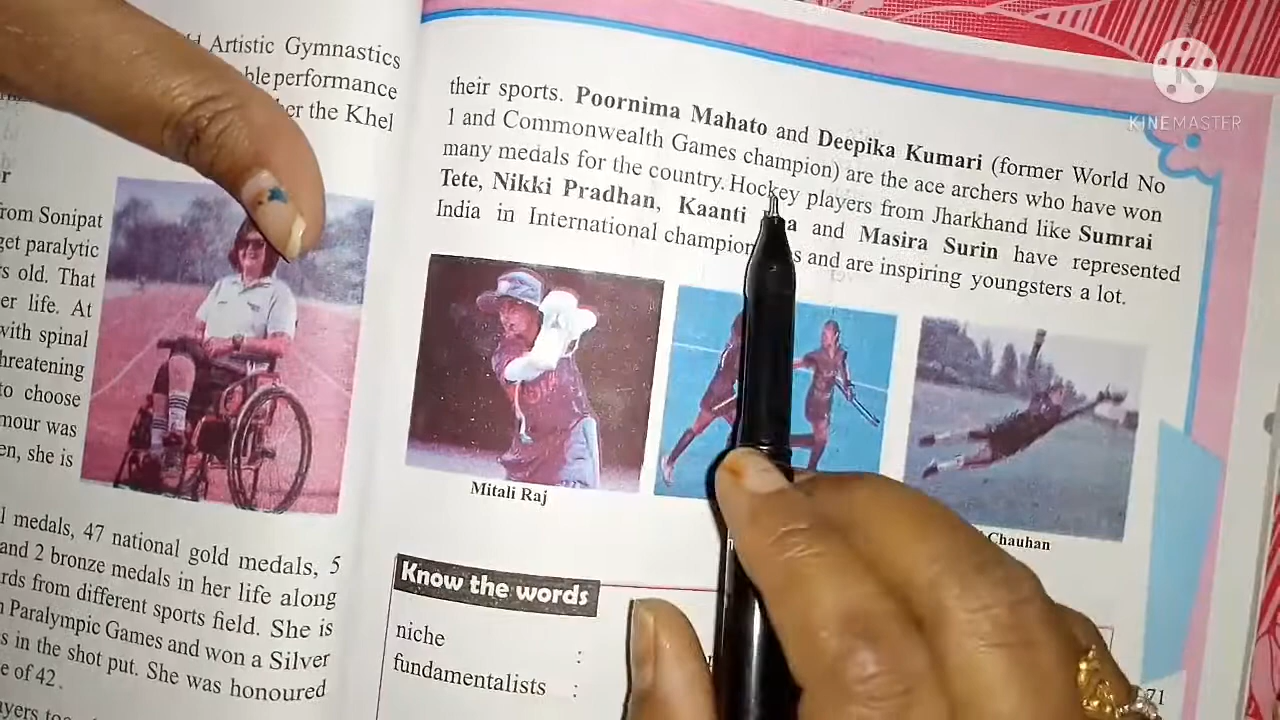 Artistic Gymnastics
performance
the Khel
from Sonipat
get paralytic
old. That
er life. At
with spinal
hreatening
to choose
mour was
en, she is
medals, 47 national gold medals, 5
and 2 bronze medals in her life along
rds from different sports field. She is
Paralympic Games and won a Silver
s in the shot put. She was honoured
e of 42.
their sports. Poornima Mahato and Deepika Kumari (former World No
1 and Commonwealth Games champion) are the ace archers who have won
many medals for the country. Hockey players from Jharkhand like Sumrai
Tete, Nikki Pradhan, Kaanti and Masira Surin have represented
India in International champion s and are inspiring youngsters a lot.
Mitali Raj
Chauhan
Know the words
niche :
fundamentalists :
71
KINEMASTER